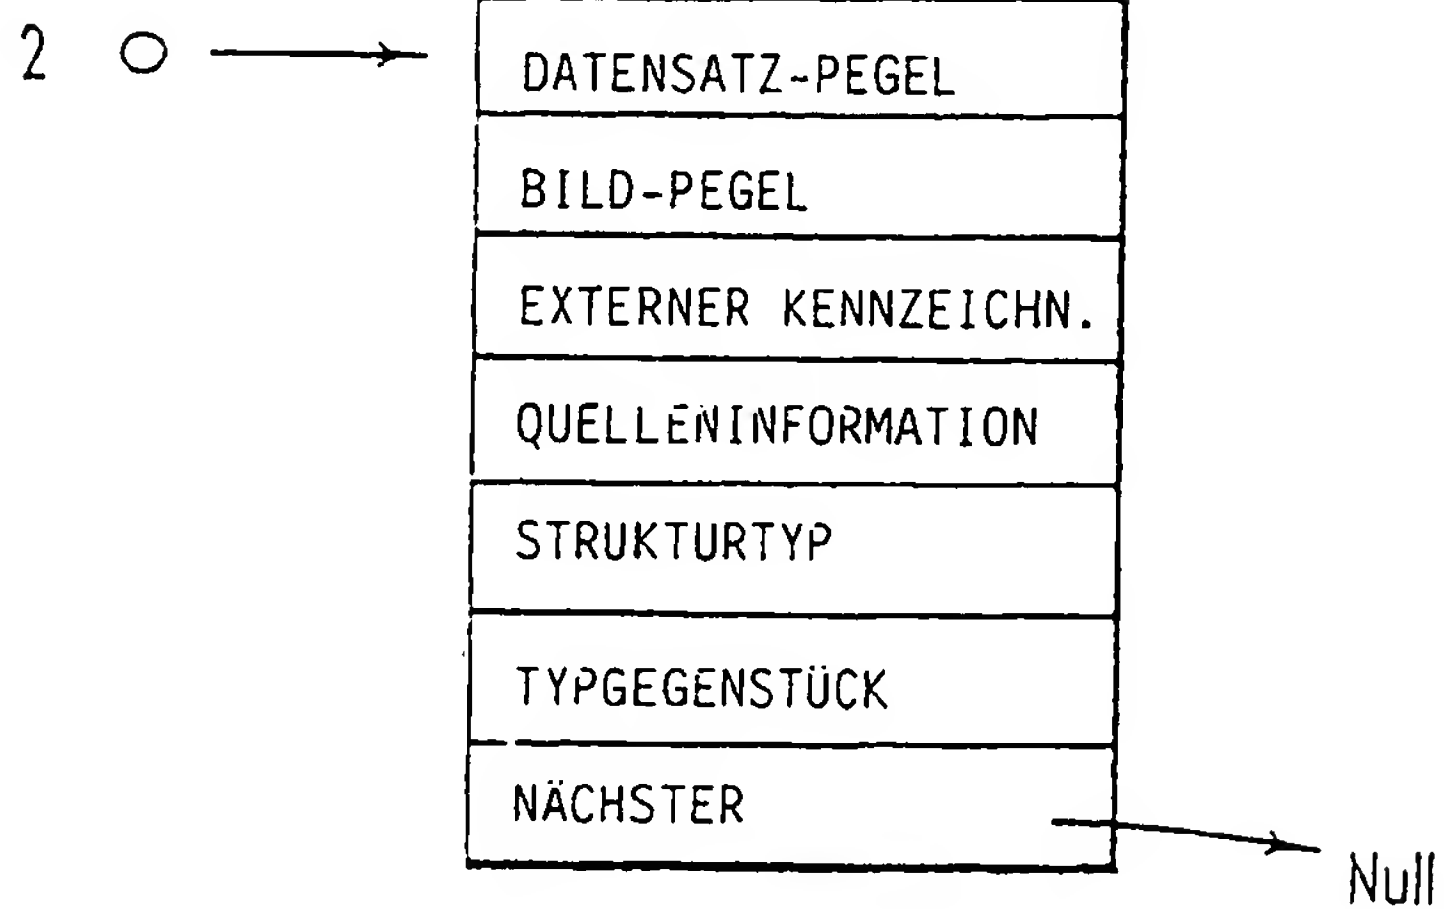 2 O DATENSATZ-PEGEL
BILD-PEGEL
EXTERNER KENNZEICHN.
QUELLENINFORMATION
STRUKTURTYP
TYPGEGENSTÜCK
NÄCHSTER
Null